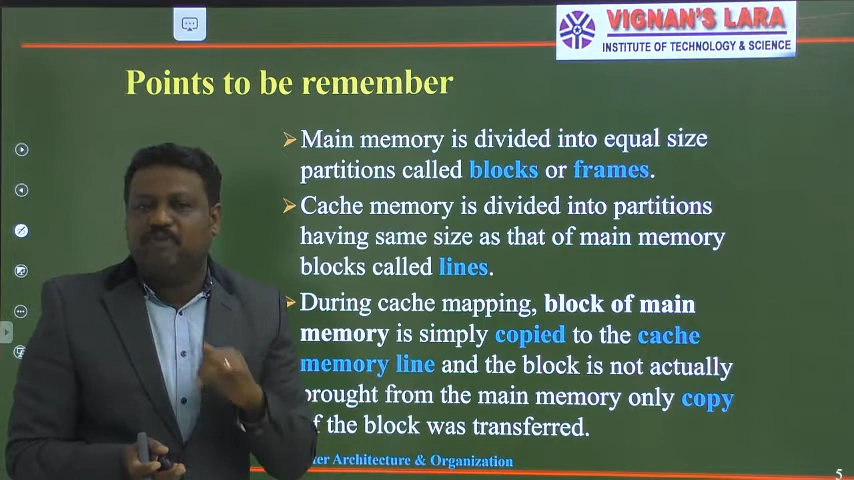 VIGNAN'S LARA
INSTITUTE OF TECHNOLOGY & SCIENCE
Points to be remember
Main memory is divided into equal size
partitions called blocks or frames.
Cache memory is divided into partitions
having same size as that of main memory
blocks called lines.
During cache mapping, block of main
memory is simply copied to the cache
memory line and the block is not actually
brought from the main memory only copy
of the block was transferred.
Architecture & Organization
5